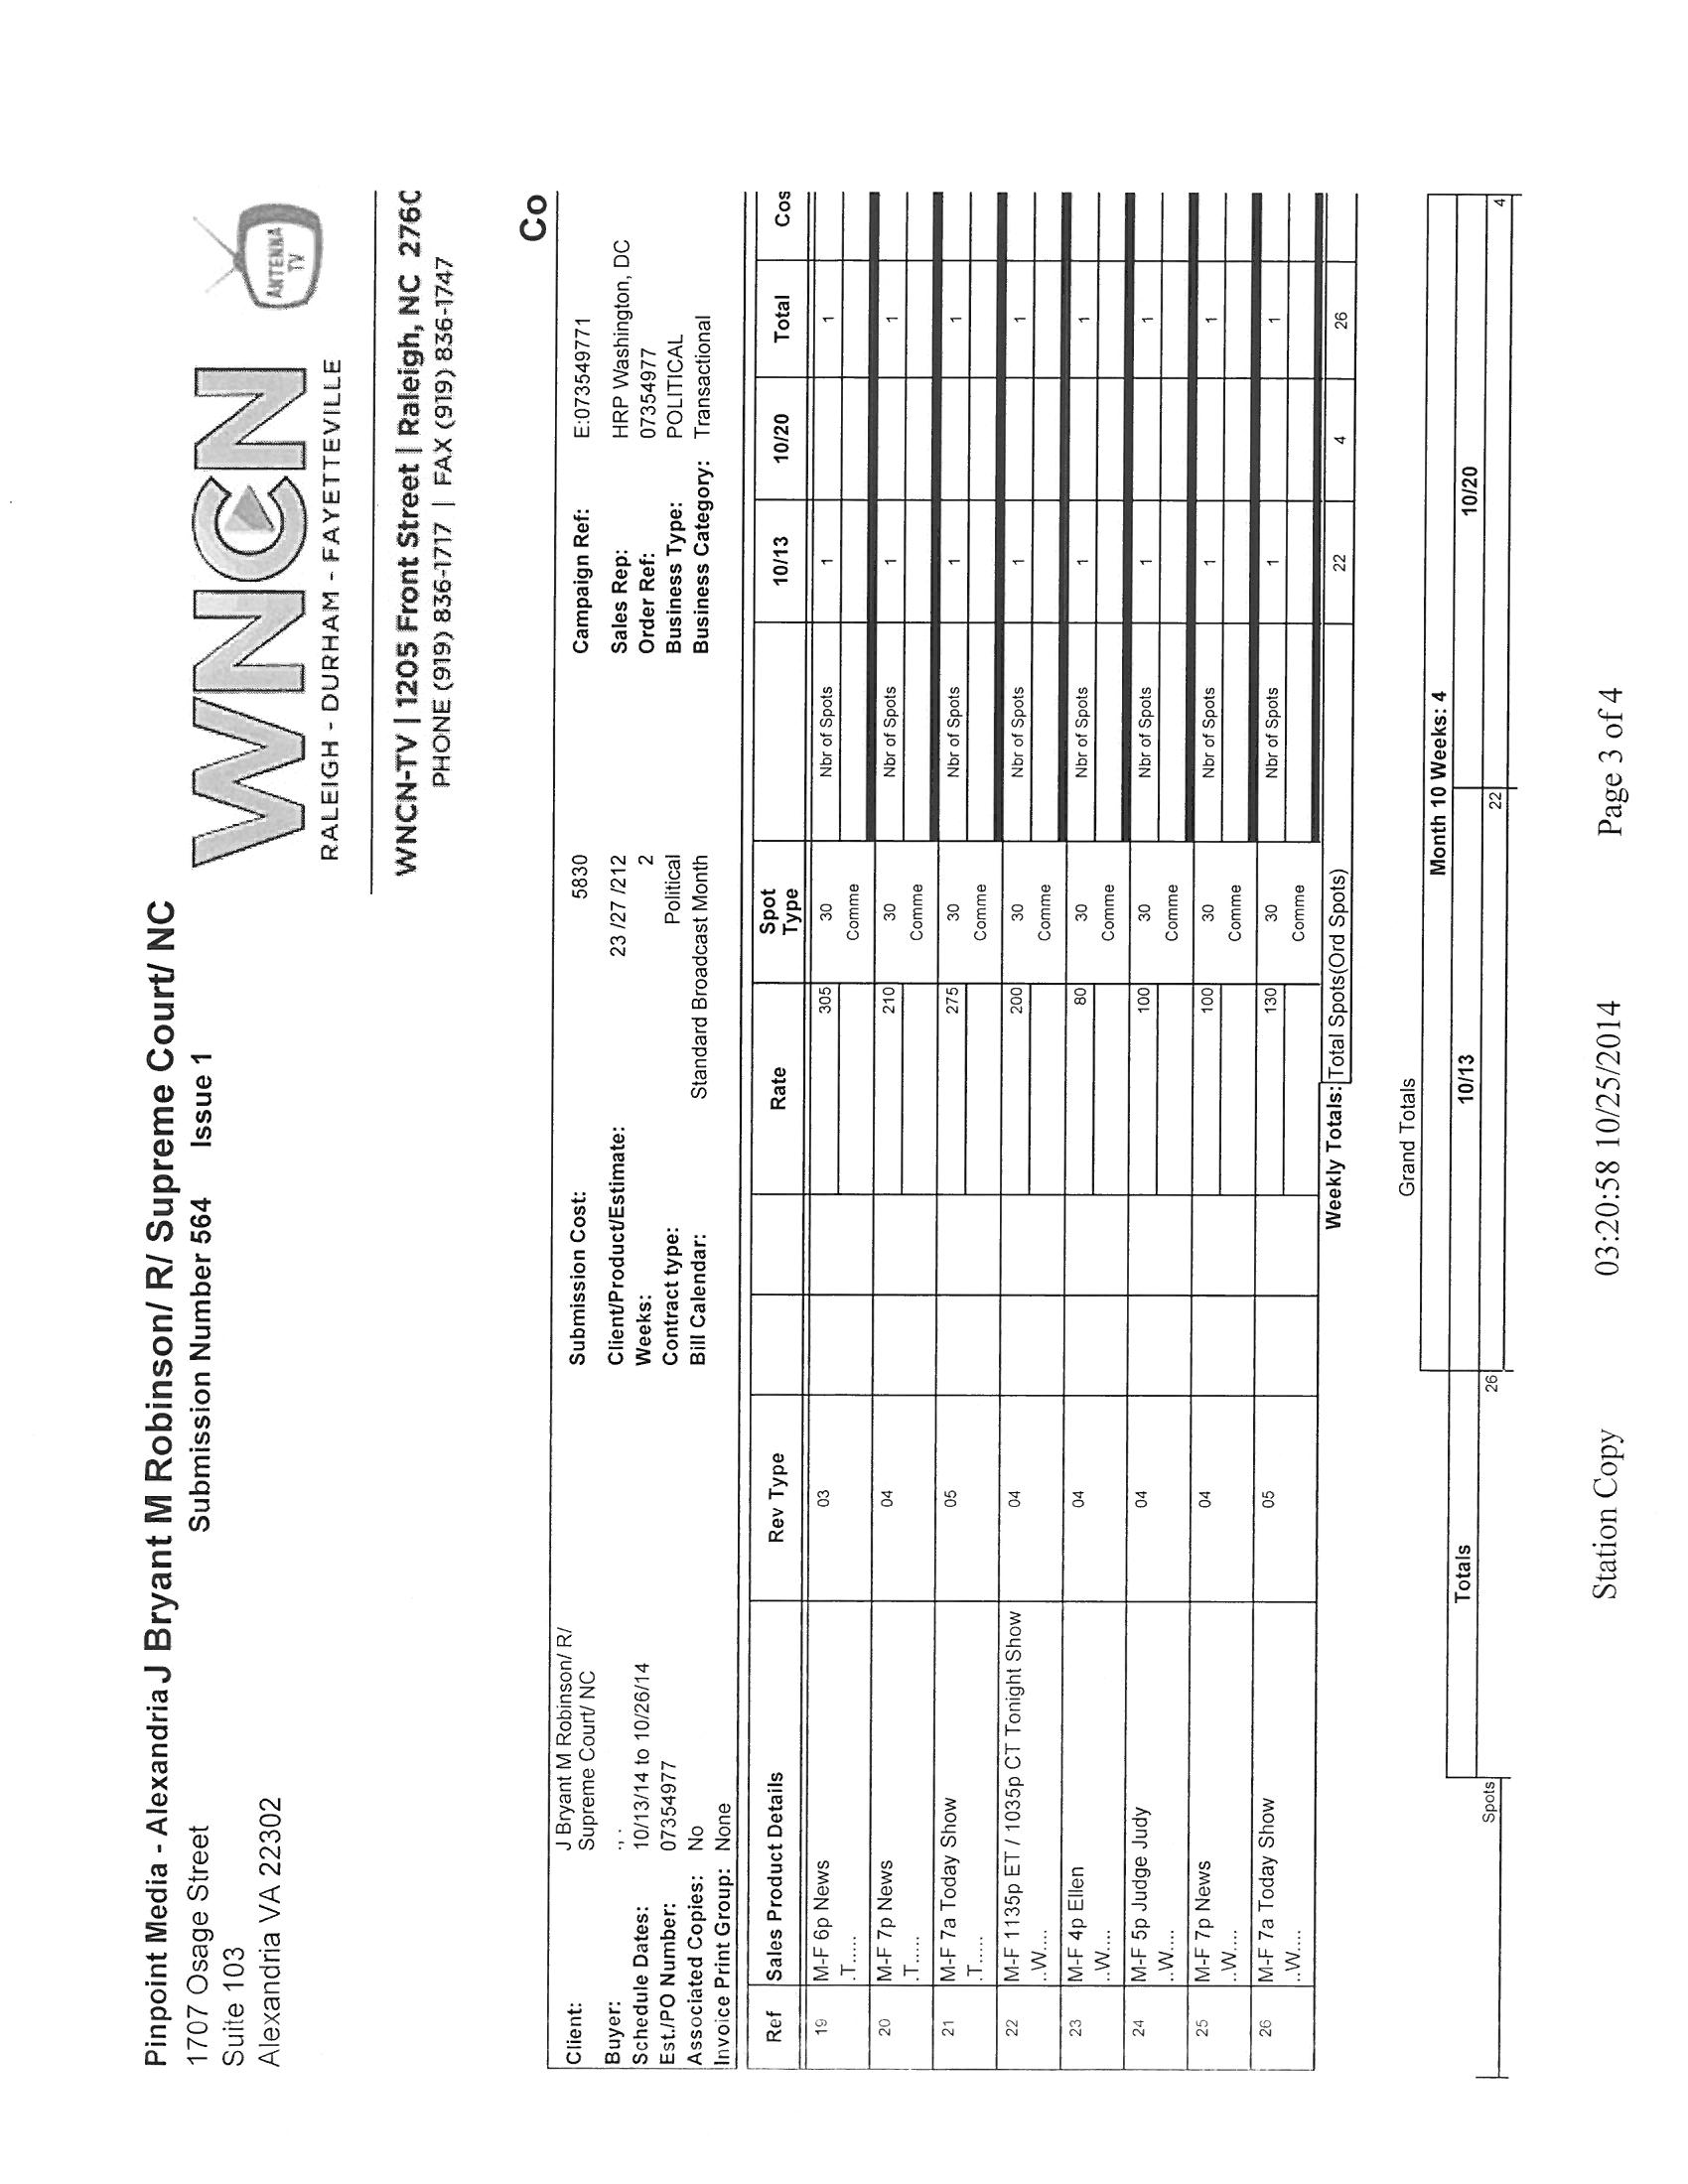 Pinpoint Media - Alexandria J Bryant M Robinson/ R/ Supreme Court/ NC
1707 Osage Street Submission Number 564 Issue 1
Suite 103
Alexandria VA 22302
WNCN
RALEIGH - DURHAM - FAYETTEVILLE
ANTENNA
TV
WNCN-TV | 1205 Front Street | Raleigh, NC 276
PHONE (919) 836-1717 | FAX (919) 836-1747
Co
Client: J Bryant M Robinson/ R/ Submission Cost: 5830 Campaign Ref: E:073549771
Supreme Court/ NC
Buyer: ., . Client/Product/Estimate: 23 /27 /212 Sales Rep: HRP Washington, DC
Schedule Dates: 10/13/14 to 10/26/14 Weeks: 2 Order Ref: 07354977
Est./PO Number: 07354977 Contract type: Political Business Type: POLITICAL
Associated Copies: No Bill Calendar: Standard Broadcast Month Business Category: Transactional
Invoice Print Group: None
Ref Sales Product Details Rev Type Rate Spot Type 10/13 10/20 Total Cos
19 M-F 6p News 03 305 30 Nbr of Spots 1 1
.T..... Comme
20 M-F 7p News 04 210 30 Nbr of Spots 1 1
.T..... Comme
21 M-F 7a Today Show 05 275 30 Nbr of Spots 1 1
.T..... Comme
22 M-F 1135p ET / 1035p CT Tonight Show 04 200 30 Nbr of Spots 1 1
..W.... Comme
23 M-F 4p Ellen 04 80 30 Nbr of Spots 1 1
..W.... Comme
24 M-F 5p Judge Judy 04 100 30 Nbr of Spots 1 1
..W.... Comme
25 M-F 7p News 04 100 30 Nbr of Spots 1 1
..W.... Comme
26 M-F 7a Today Show 05 130 30 Nbr of Spots 1 1
..W.... Comme
Weekly Totals: Total Spots(Ord Spots) 22 4 26
Grand Totals
Month 10 Weeks: 4
Totals 10/13 10/20
Spots 26 22 4
Station Copy 03:20:58 10/25/2014 Page 3 of 4